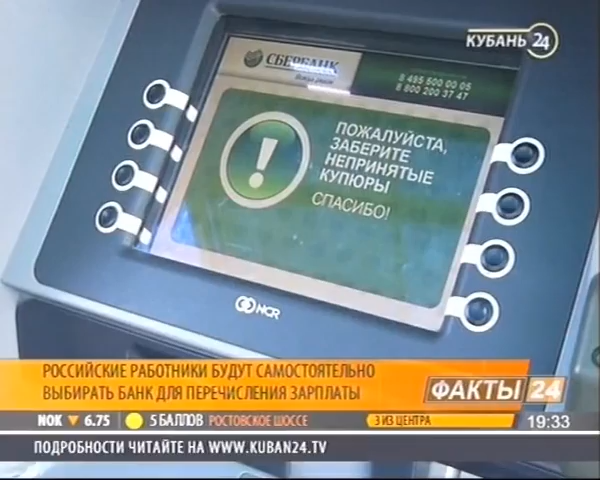 КУБАНЬ 24
СБЕРБАНК
Всегда рядом
8 495 500 00 05
8 800 200 37 47
ПОЖАЛУЙСТА,
ЗАБЕРИТЕ
НЕПРИНЯТЫЕ
КУПЮРЫ
СПАСИБО!
NCR
РОССИЙСКИЕ РАБОТНИКИ БУДУТ САМОСТОЯТЕЛЬНО
ВЫБИРАТЬ БАНК ДЛЯ ПЕРЕЧИСЛЕНИЯ ЗАРПЛАТЫ
ФАКТЫ 24
NOK ▼ 6.75 5 БАЛЛОВ РОСТОВСКОЕ ШОССЕ 3 ИЗ ЦЕНТРА 19:33
ПОДРОБНОСТИ ЧИТАЙТЕ НА WWW.KUBAN24.TV